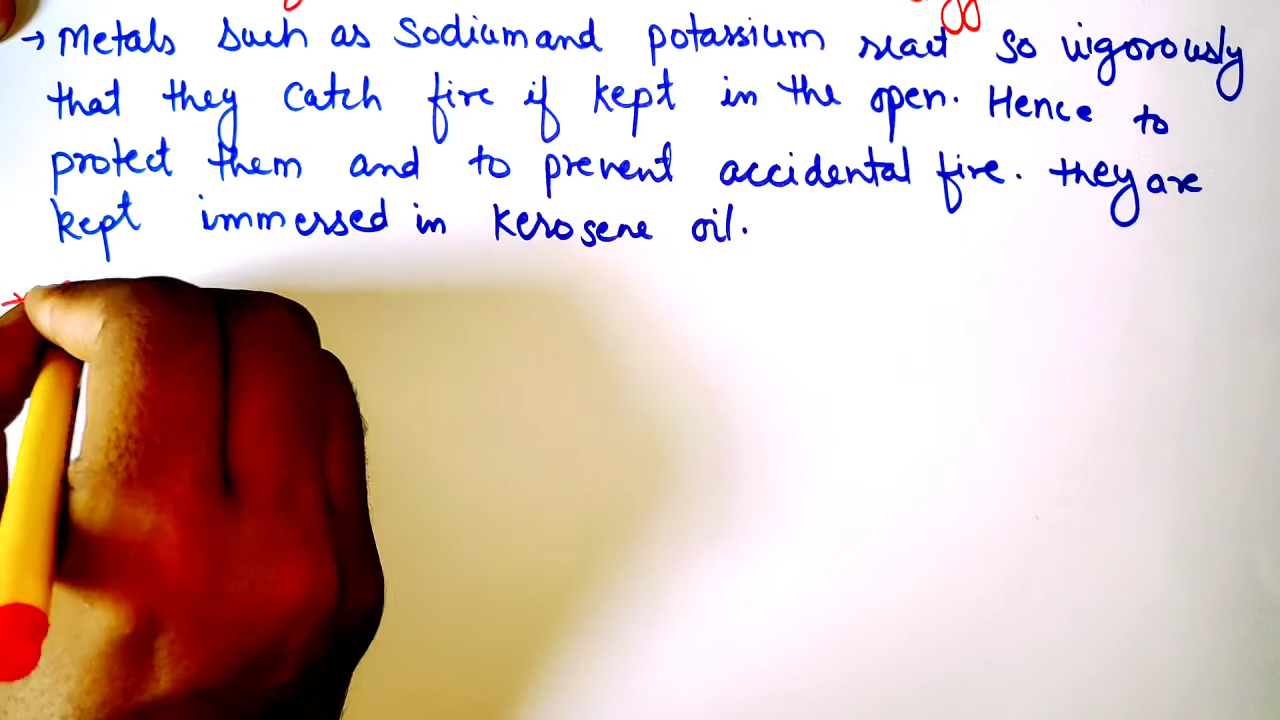 → Metals such as Sodium and potassium react so vigorously
that they catch fire if kept in the open. Hence to
protect them and to prevent accidental fire. they are
kept immersed in kerosene oil.